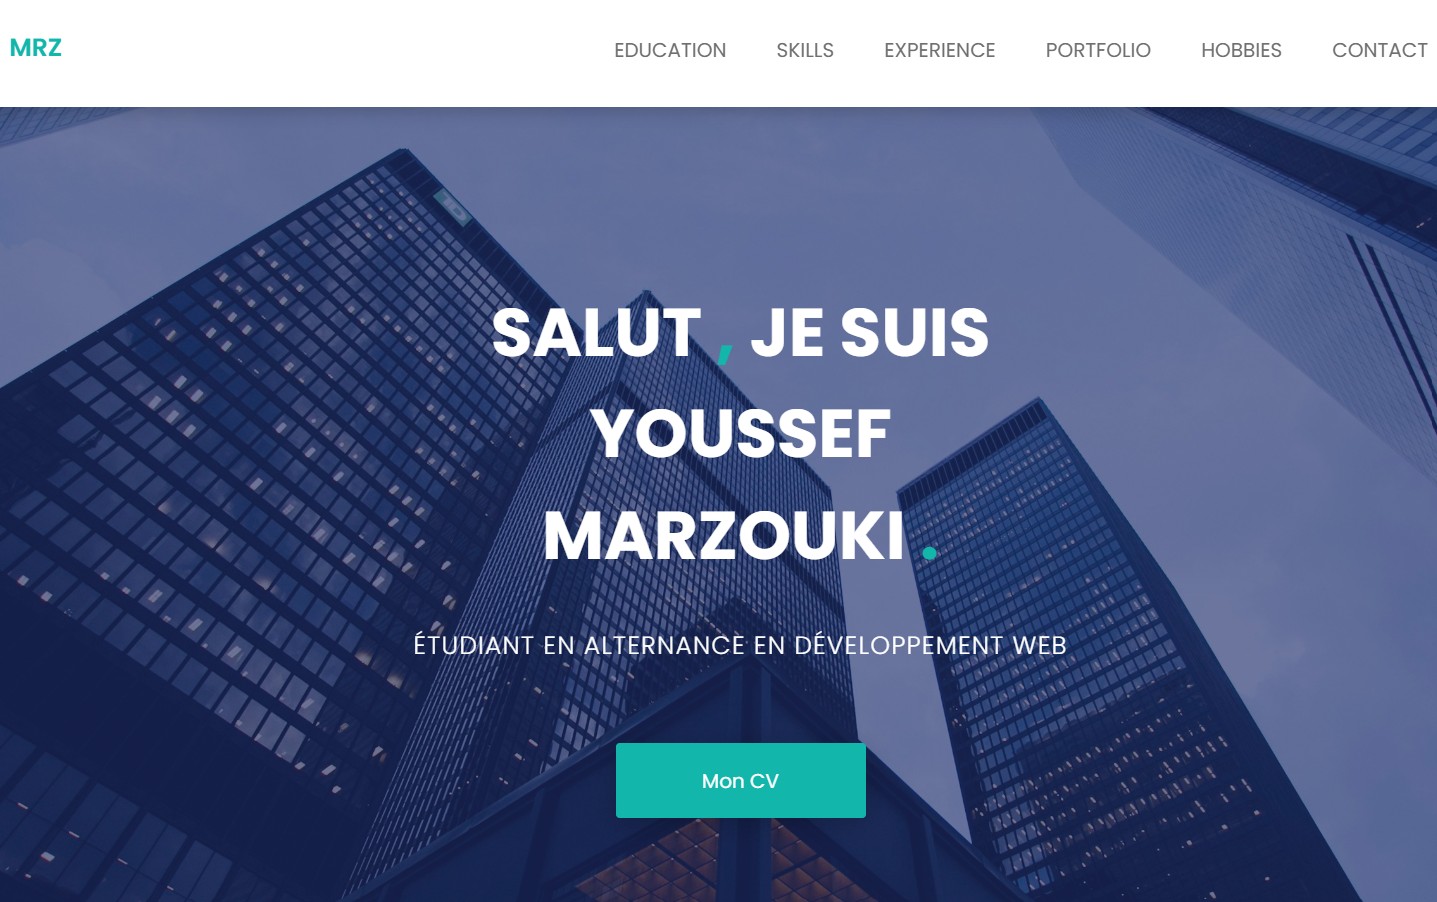 MRZ
EDUCATION SKILLS EXPERIENCE PORTFOLIO HOBBIES CONTACT
SALUT , JE SUIS
YOUSSEF
MARZOUKI .
ÉTUDIANT EN ALTERNANCE EN DÉVELOPPEMENT WEB
Mon CV